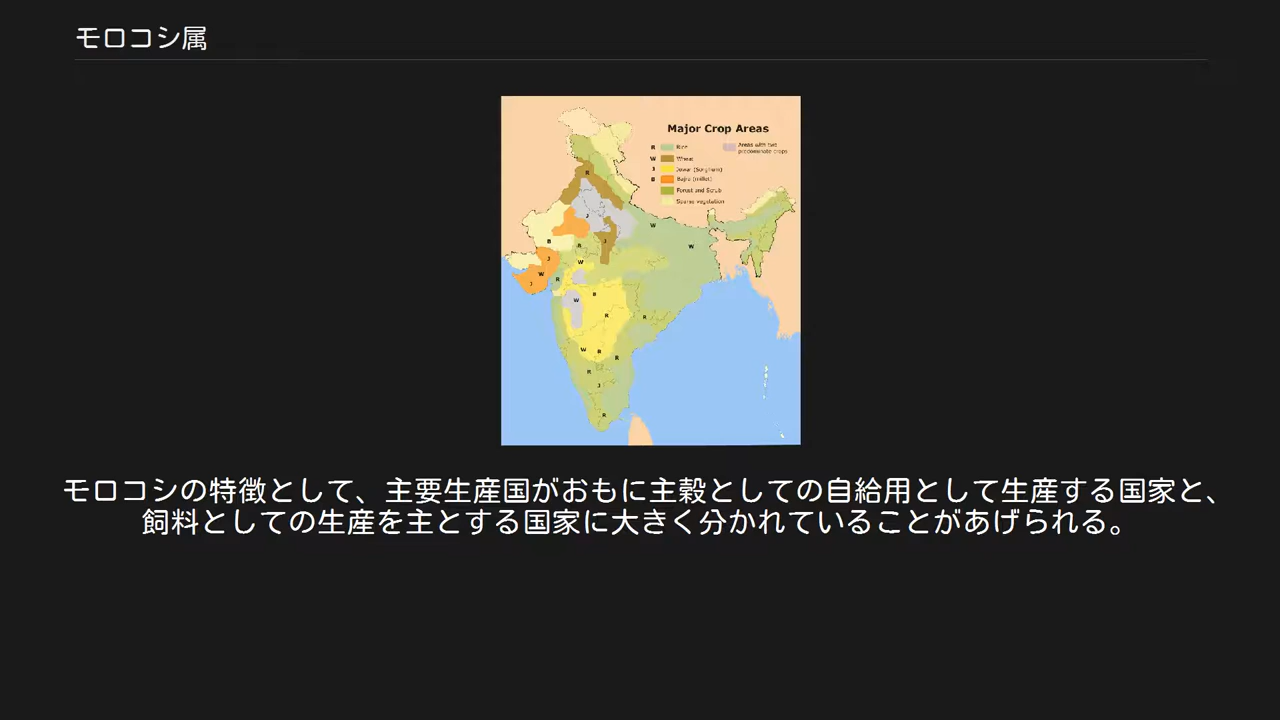 モロコシ属
Major Crop Areas
R Rice
W Wheat
J Jowar (Sorghum)
B Bajra (millet)
Forest and Scrub
Sparse vegetation
Areas with two
predominate crops
R
J
J
W
W
B
R
J
W
W
R
J
W
R
R
R
W
R
R
R
J
R
モロコシの特徴として、主要生産国がおもに主穀としての自給用として生産する国家と、
飼料としての生産を主とする国家に大きく分かれていることがあげられる。